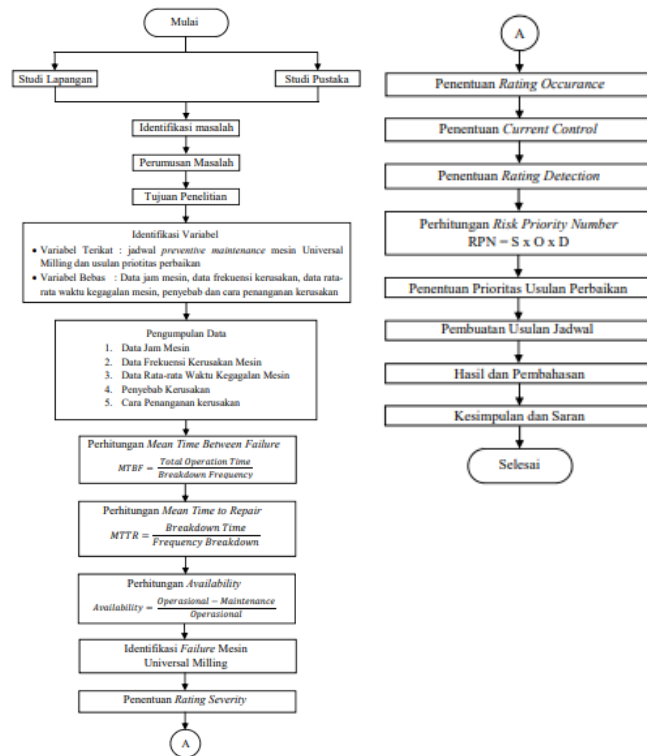 Mulai
Studi Lapangan
Studi Pustaka
Identifikasi masalah
Perumusan Masalah
Tujuan Penelitian
Identifikasi Variabel
• Variabel Terikat : jadwal preventive maintenance mesin Universal
Milling dan usulan priotitas perbaikan
• Variabel Bebas : Data jam mesin, data frekuensi kerusakan, data rata-
rata waktu kegagalan mesin, penyebab dan cara penanganan kerusakan
Pengumpulan Data
1. Data Jam Mesin
2. Data Frekuensi Kerusakan Mesin
3. Data Rata-rata Waktu Kegagalan Mesin
4. Penyebab Kerusakan
5. Cara Penanganan kerusakan
Perhitungan Mean Time Between Failure
MTBF = Total Operation Time / Breakdown Frequency
Perhitungan Mean Time to Repair
MTTR = Breakdown Time / Frequency Breakdown
Perhitungan Availability
Availability = Operasional − Maintenance / Operasional
Identifikasi Failure Mesin
Universal Milling
Penentuan Rating Severity
A
A
Penentuan Rating Occurance
Penentuan Current Control
Penentuan Rating Detection
Perhitungan Risk Priority Number
RPN = S x O x D
Penentuan Prioritas Usulan Perbaikan
Pembuatan Usulan Jadwal
Hasil dan Pembahasan
Kesimpulan dan Saran
Selesai